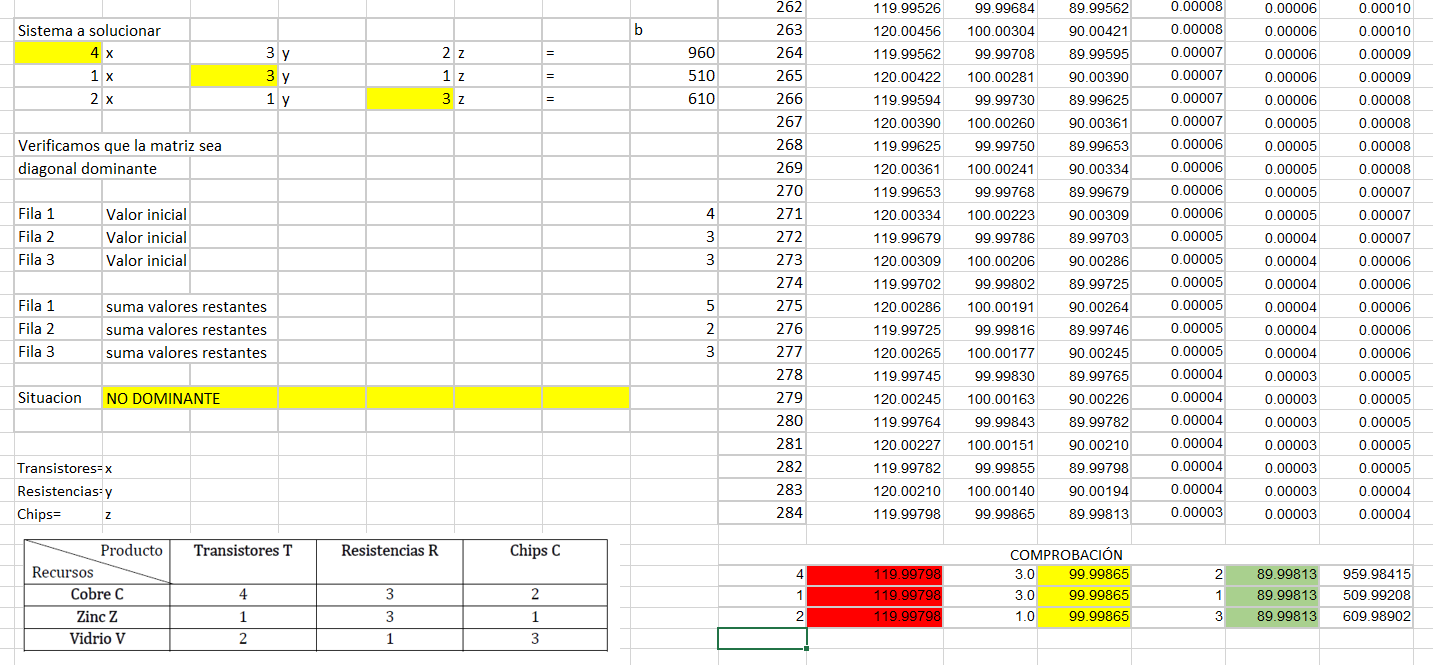 Sistema a solucionar b
4 x 3 y 2 z = 960
1 x 3 y 1 z = 510
2 x 1 y 3 z = 610
Verificamos que la matriz sea
diagonal dominante
Fila 1 Valor inicial 4
Fila 2 Valor inicial 3
Fila 3 Valor inicial 3
Fila 1 suma valores restantes 5
Fila 2 suma valores restantes 2
Fila 3 suma valores restantes 3
Situacion NO DOMINANTE
Transistores= x
Resistencias= y
Chips= z
Producto Transistores T Resistencias R Chips C
Recursos
Cobre C 4 3 2
Zinc Z 1 3 1
Vidrio V 2 1 3
262 119.99526 99.99684 89.99562 0.00008 0.00006 0.00010
263 120.00456 100.00304 90.00421 0.00008 0.00006 0.00010
264 119.99562 99.99708 89.99595 0.00007 0.00006 0.00009
265 120.00422 100.00281 90.00390 0.00007 0.00006 0.00009
266 119.99594 99.99730 89.99625 0.00007 0.00006 0.00008
267 120.00390 100.00260 90.00361 0.00007 0.00005 0.00008
268 119.99625 99.99750 89.99653 0.00006 0.00005 0.00008
269 120.00361 100.00241 90.00334 0.00006 0.00005 0.00008
270 119.99653 99.99768 89.99679 0.00006 0.00005 0.00007
271 120.00334 100.00223 90.00309 0.00006 0.00005 0.00007
272 119.99679 99.99786 89.99703 0.00005 0.00004 0.00007
273 120.00309 100.00206 90.00286 0.00005 0.00004 0.00006
274 119.99702 99.99802 89.99725 0.00005 0.00004 0.00006
275 120.00286 100.00191 90.00264 0.00005 0.00004 0.00006
276 119.99725 99.99816 89.99746 0.00005 0.00004 0.00006
277 120.00265 100.00177 90.00245 0.00005 0.00004 0.00006
278 119.99745 99.99830 89.99765 0.00004 0.00003 0.00005
279 120.00245 100.00163 90.00226 0.00004 0.00003 0.00005
280 119.99764 99.99843 89.99782 0.00004 0.00003 0.00005
281 120.00227 100.00151 90.00210 0.00004 0.00003 0.00005
282 119.99782 99.99855 89.99798 0.00004 0.00003 0.00005
283 120.00210 100.00140 90.00194 0.00004 0.00003 0.00004
284 119.99798 99.99865 89.99813 0.00003 0.00003 0.00004
COMPROBACIÓN
4 119.99798 3.0 99.99865 2 89.99813 959.98415
1 119.99798 3.0 99.99865 1 89.99813 509.99208
2 119.99798 1.0 99.99865 3 89.99813 609.98902